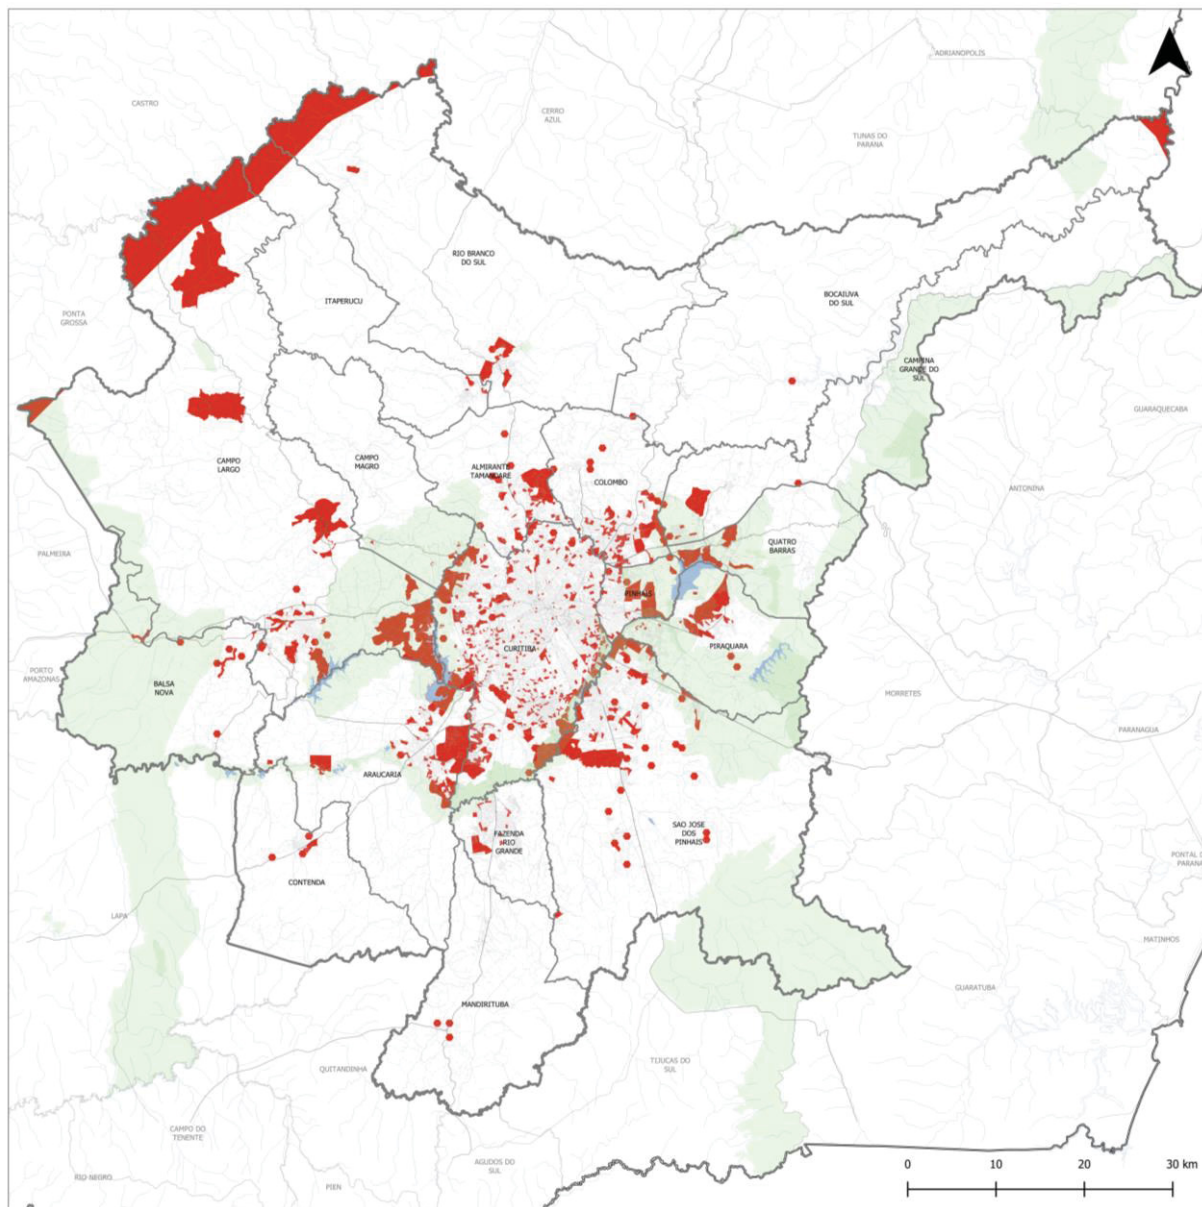 ADRIANOPOLIS
CASTRO
CERRO
AZUL
TUNAS DO
PARANA
RIO BRANCO
DO SUL
ITAPERUCU
BOCAIUVA
DO SUL
PONTA
GROSSA
CAMPINA
GRANDE DO
SUL
GUARAQUECABA
CAMPO
LARGO
CAMPO
MAGRO
ALMIRANTE
TAMANDARE
COLOMBO
ANTONINA
PALMEIRA
QUATRO
BARRAS
PINHAIS
CURITIBA
PIRAQUARA
PORTO
AMAZONAS
BALSA
NOVA
MORRETES
PARANAGUA
ARAUCARIA
SAO JOSE
DOS
PINHAIS
FAZENDA
RIO
GRANDE
PONTAL D
PARANA
CONTENDA
LAPA
MATINHOS
GUARATUBA
MANDIRITUBA
QUITANDINHA
TIJUCAS DO
SUL
CAMPO DO
TENENTE
AGUDOS DO
SUL
RIO NEGRO
PIEN
0 10 20 30 km